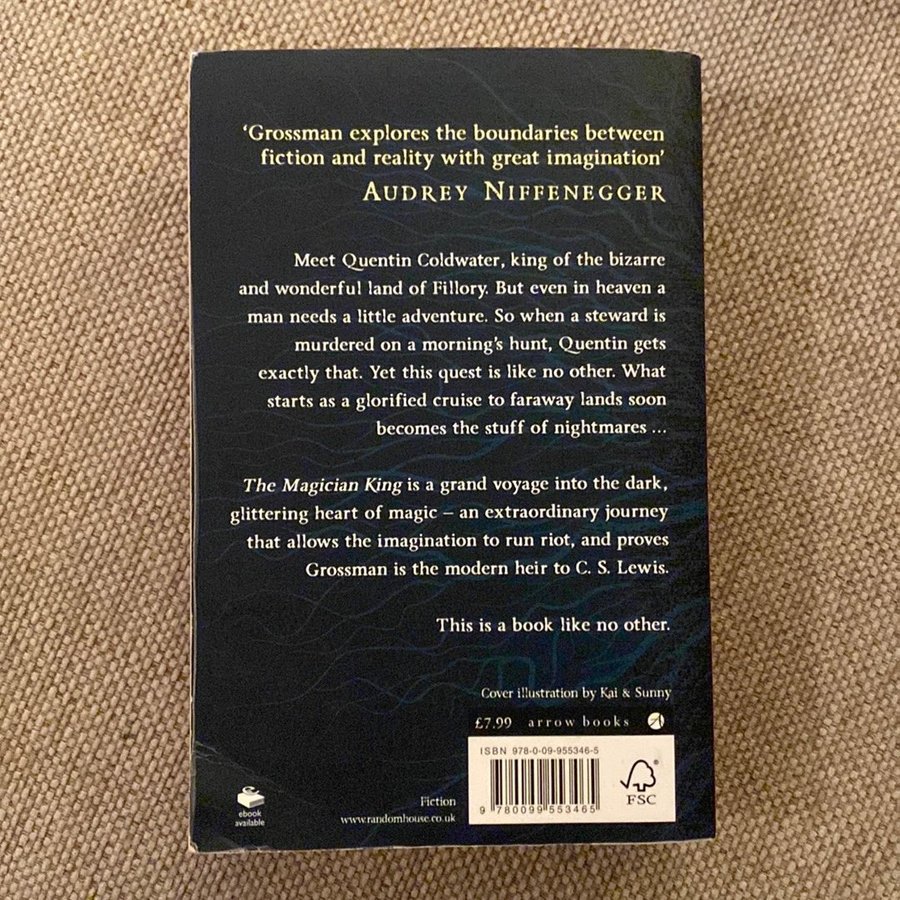 ‘Grossman explores the boundaries between
fiction and reality with great imagination’
AUDREY NIFFENEGGER
Meet Quentin Coldwater, king of the bizarre
and wonderful land of Fillory. But even in heaven a
man needs a little adventure. So when a steward is
murdered on a morning’s hunt, Quentin gets
exactly that. Yet this quest is like no other. What
starts as a glorified cruise to faraway lands soon
becomes the stuff of nightmares ...
The Magician King is a grand voyage into the dark,
glittering heart of magic – an extraordinary journey
that allows the imagination to run riot, and proves
Grossman is the modern heir to C. S. Lewis.
This is a book like no other.
Cover illustration by Kai & Sunny
£7.99 arrow books
ISBN 978-0-09-955346-5
9 780099 553465
FSC®
ebook
available
Fiction
www.randomhouse.co.uk